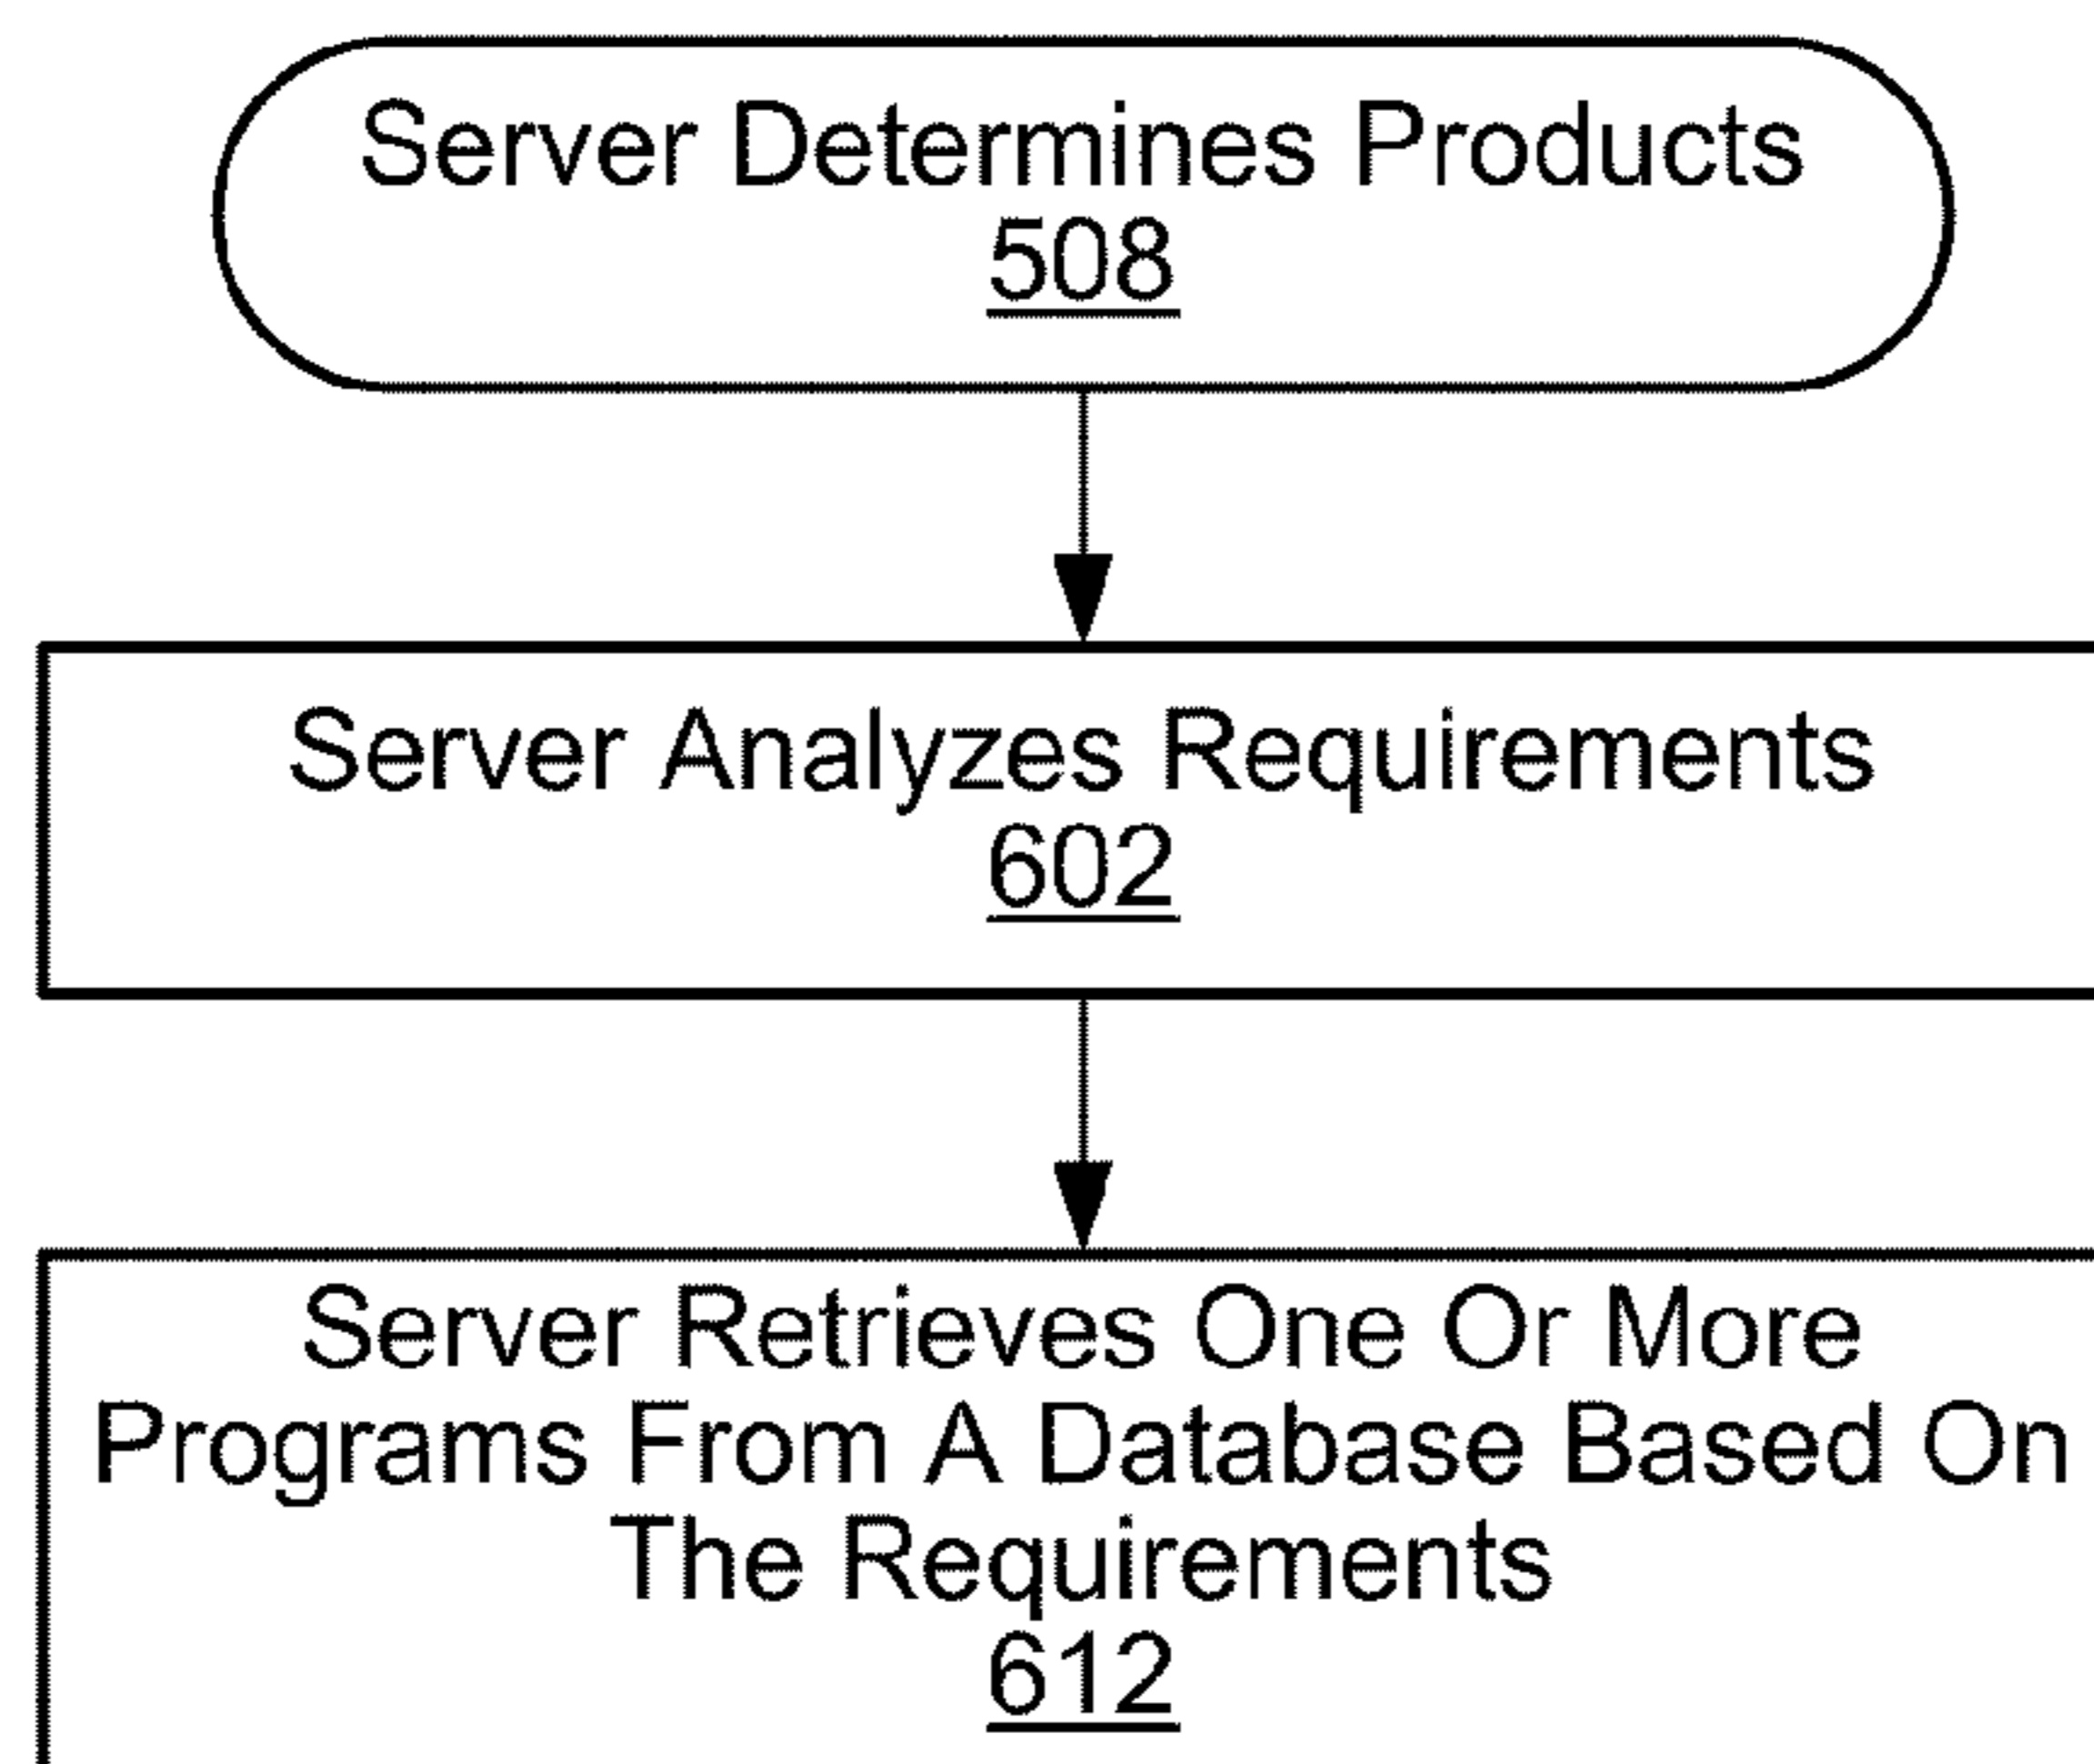 Server Determines Products
508
Server Analyzes Requirements
602
Server Retrieves One Or More
Programs From A Database Based On
The Requirements
612